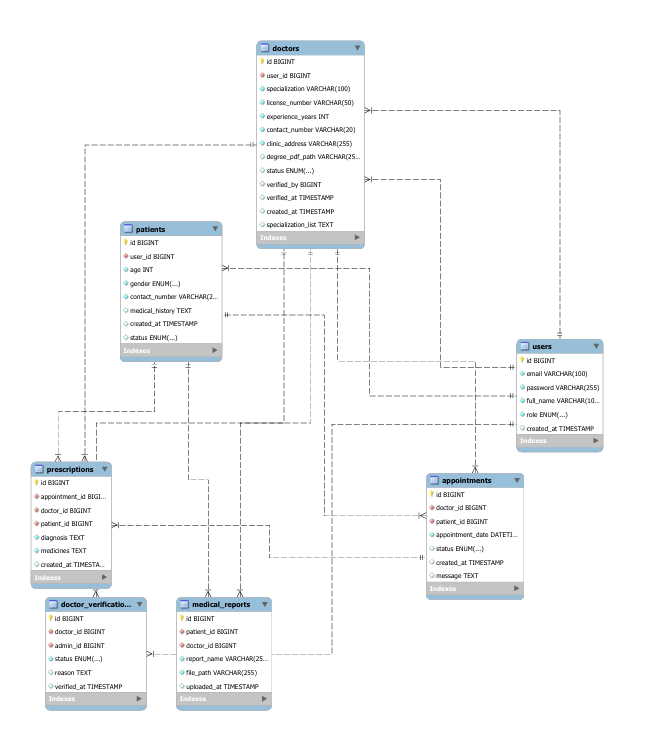 doctors
id BIGINT
user_id BIGINT
specialization VARCHAR(100)
license_number VARCHAR(50)
experience_years INT
contact_number VARCHAR(20)
clinic_address VARCHAR(255)
degree_pdf_path VARCHAR(25...
status ENUM(...)
verified_by BIGINT
verified_at TIMESTAMP
created_at TIMESTAMP
specialization_list TEXT
Indexes
patients
id BIGINT
user_id BIGINT
age INT
gender ENUM(...)
contact_number VARCHAR(2...
medical_history TEXT
created_at TIMESTAMP
status ENUM(...)
Indexes
users
id BIGINT
email VARCHAR(100)
password VARCHAR(255)
full_name VARCHAR(10...
role ENUM(...)
created_at TIMESTAMP
Indexes
prescriptions
id BIGINT
appointment_id BIGI...
doctor_id BIGINT
patient_id BIGINT
diagnosis TEXT
medicines TEXT
created_at TIMESTA...
Indexes
appointments
id BIGINT
doctor_id BIGINT
patient_id BIGINT
appointment_date DATETI...
status ENUM(...)
created_at TIMESTAMP
message TEXT
Indexes
doctor_verificatio...
id BIGINT
doctor_id BIGINT
admin_id BIGINT
status ENUM(...)
reason TEXT
verified_at TIMESTAMP
Indexes
medical_reports
id BIGINT
patient_id BIGINT
doctor_id BIGINT
report_name VARCHAR(25...
file_path VARCHAR(255)
uploaded_at TIMESTAMP
Indexes